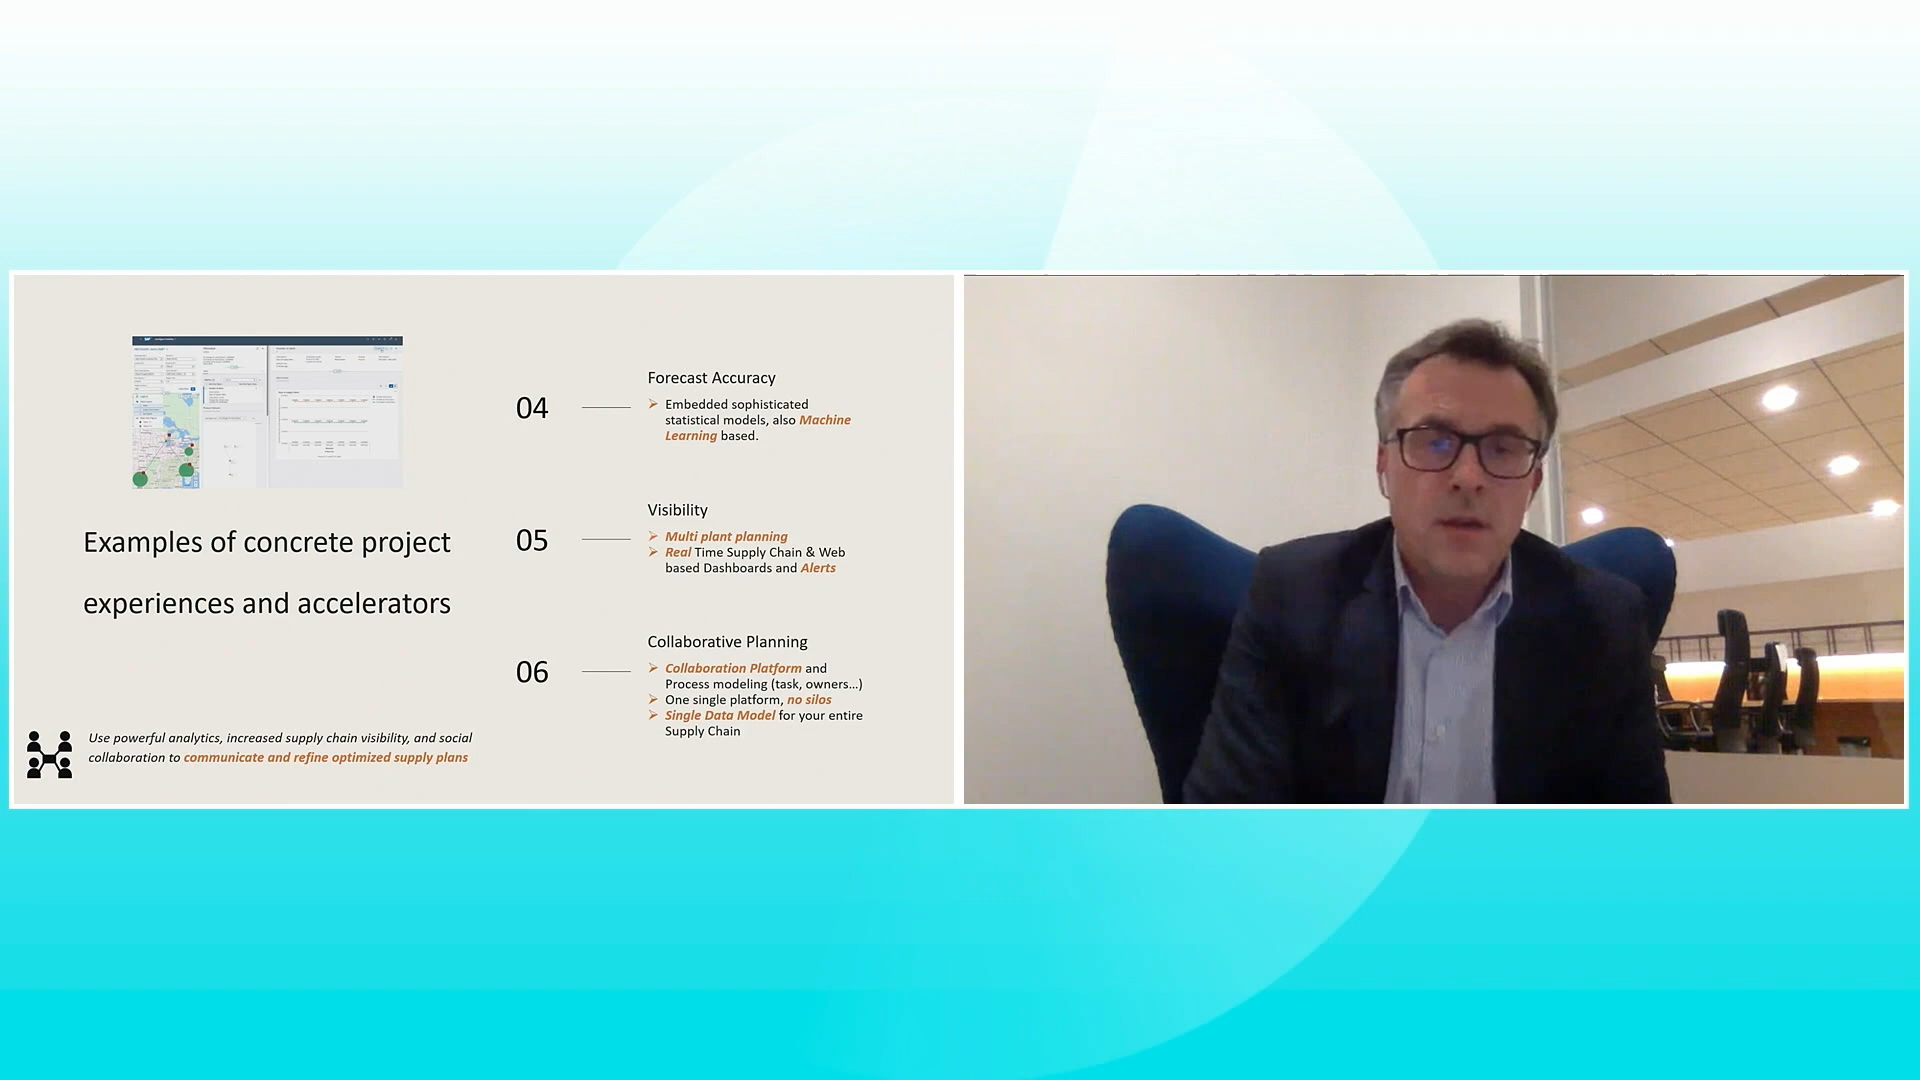 SAP
Examples of concrete project
experiences and accelerators
Use powerful analytics, increased supply chain visibility, and social
collaboration to communicate and refine optimized supply plans
04
Forecast Accuracy
➢ Embedded sophisticated
statistical models, also Machine
Learning based.
05
Visibility
➢ Multi plant planning
➢ Real Time Supply Chain & Web
based Dashboards and Alerts
06
Collaborative Planning
➢ Collaboration Platform and
Process modeling (task, owners...)
➢ One single platform, no silos
➢ Single Data Model for your entire
Supply Chain